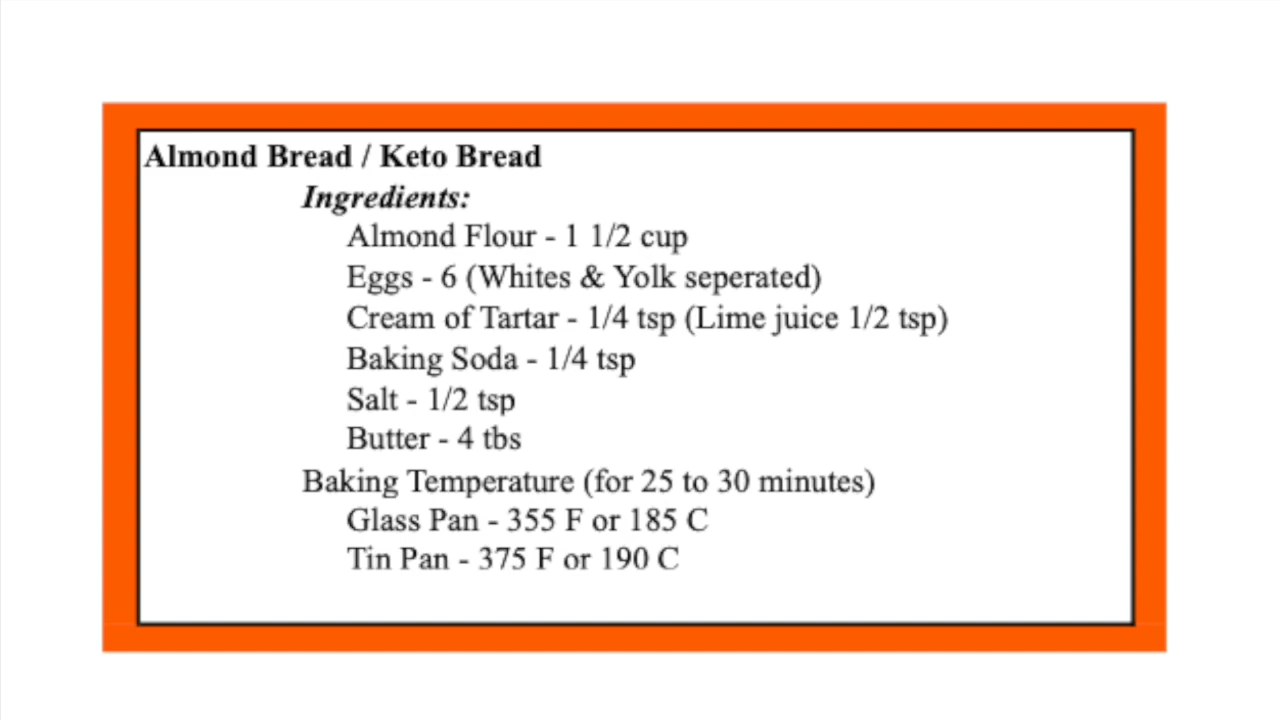 Almond Bread / Keto Bread
Ingredients:
Almond Flour - 1 1/2 cup
Eggs - 6 (Whites & Yolk seperated)
Cream of Tartar - 1/4 tsp (Lime juice 1/2 tsp)
Baking Soda - 1/4 tsp
Salt - 1/2 tsp
Butter - 4 tbs
Baking Temperature (for 25 to 30 minutes)
Glass Pan - 355 F or 185 C
Tin Pan - 375 F or 190 C